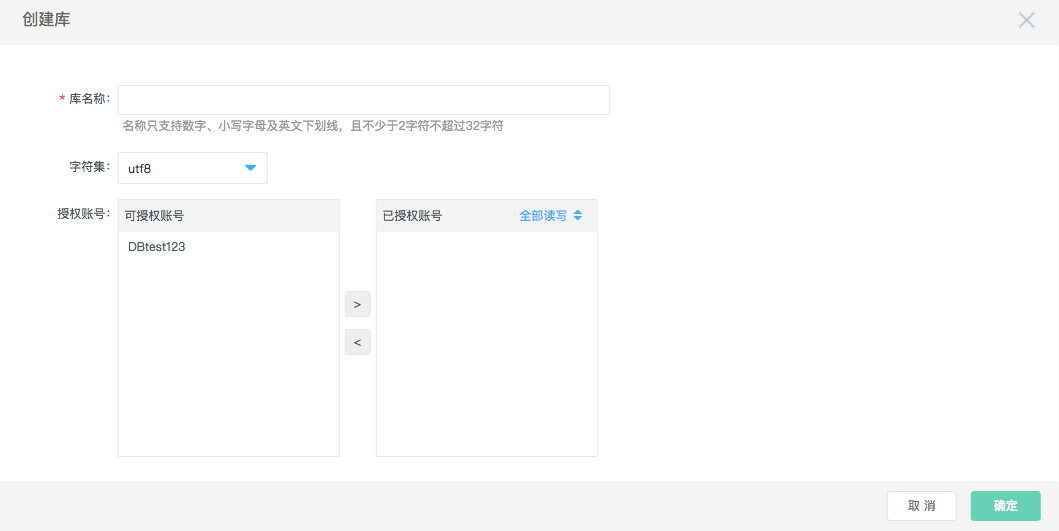 创建库
* 库名称:
名称只支持数字、小写字母及英文下划线，且不少于2字符不超过32字符
字符集: utf8
授权账号: 可授权账号 已授权账号 全部读写
DBtest123
>
<
取 消 确定